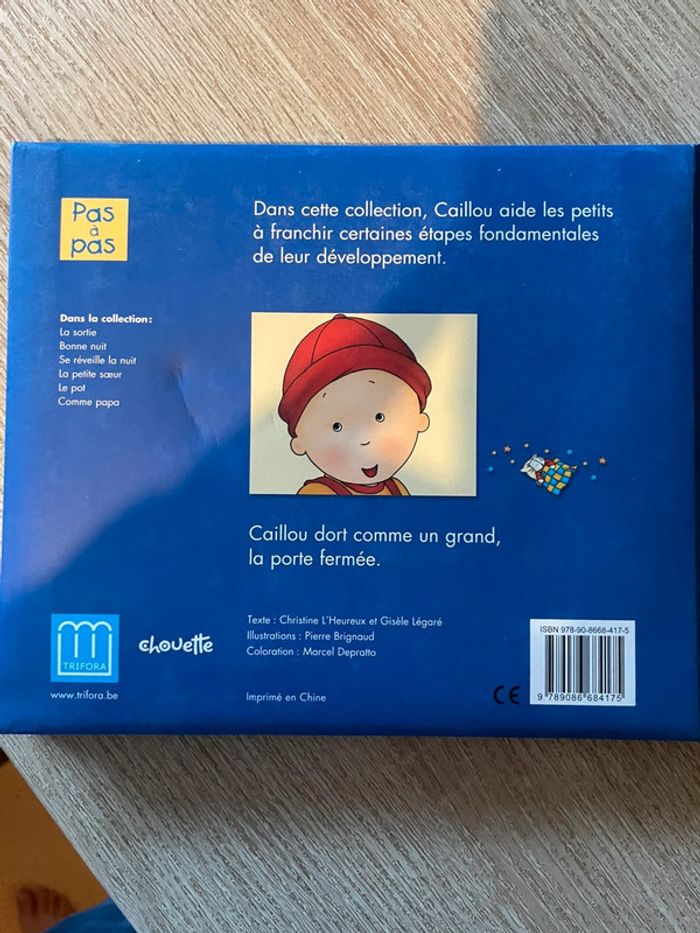 Pas
à
pas
Dans cette collection, Caillou aide les petits
à franchir certaines étapes fondamentales
de leur développement.
Dans la collection:
La sortie
Bonne nuit
Se réveille la nuit
La petite sœur
Le pot
Comme papa
Caillou dort comme un grand,
la porte fermée.
TRIFORA
www.trifora.be
chouette
Texte : Christine L'Heureux et Gisèle Légaré
Illustrations : Pierre Brignaud
Coloration : Marcel Depratto
Imprimé en Chine
CE
ISBN 978-90-8668-417-5
9 789086 684175